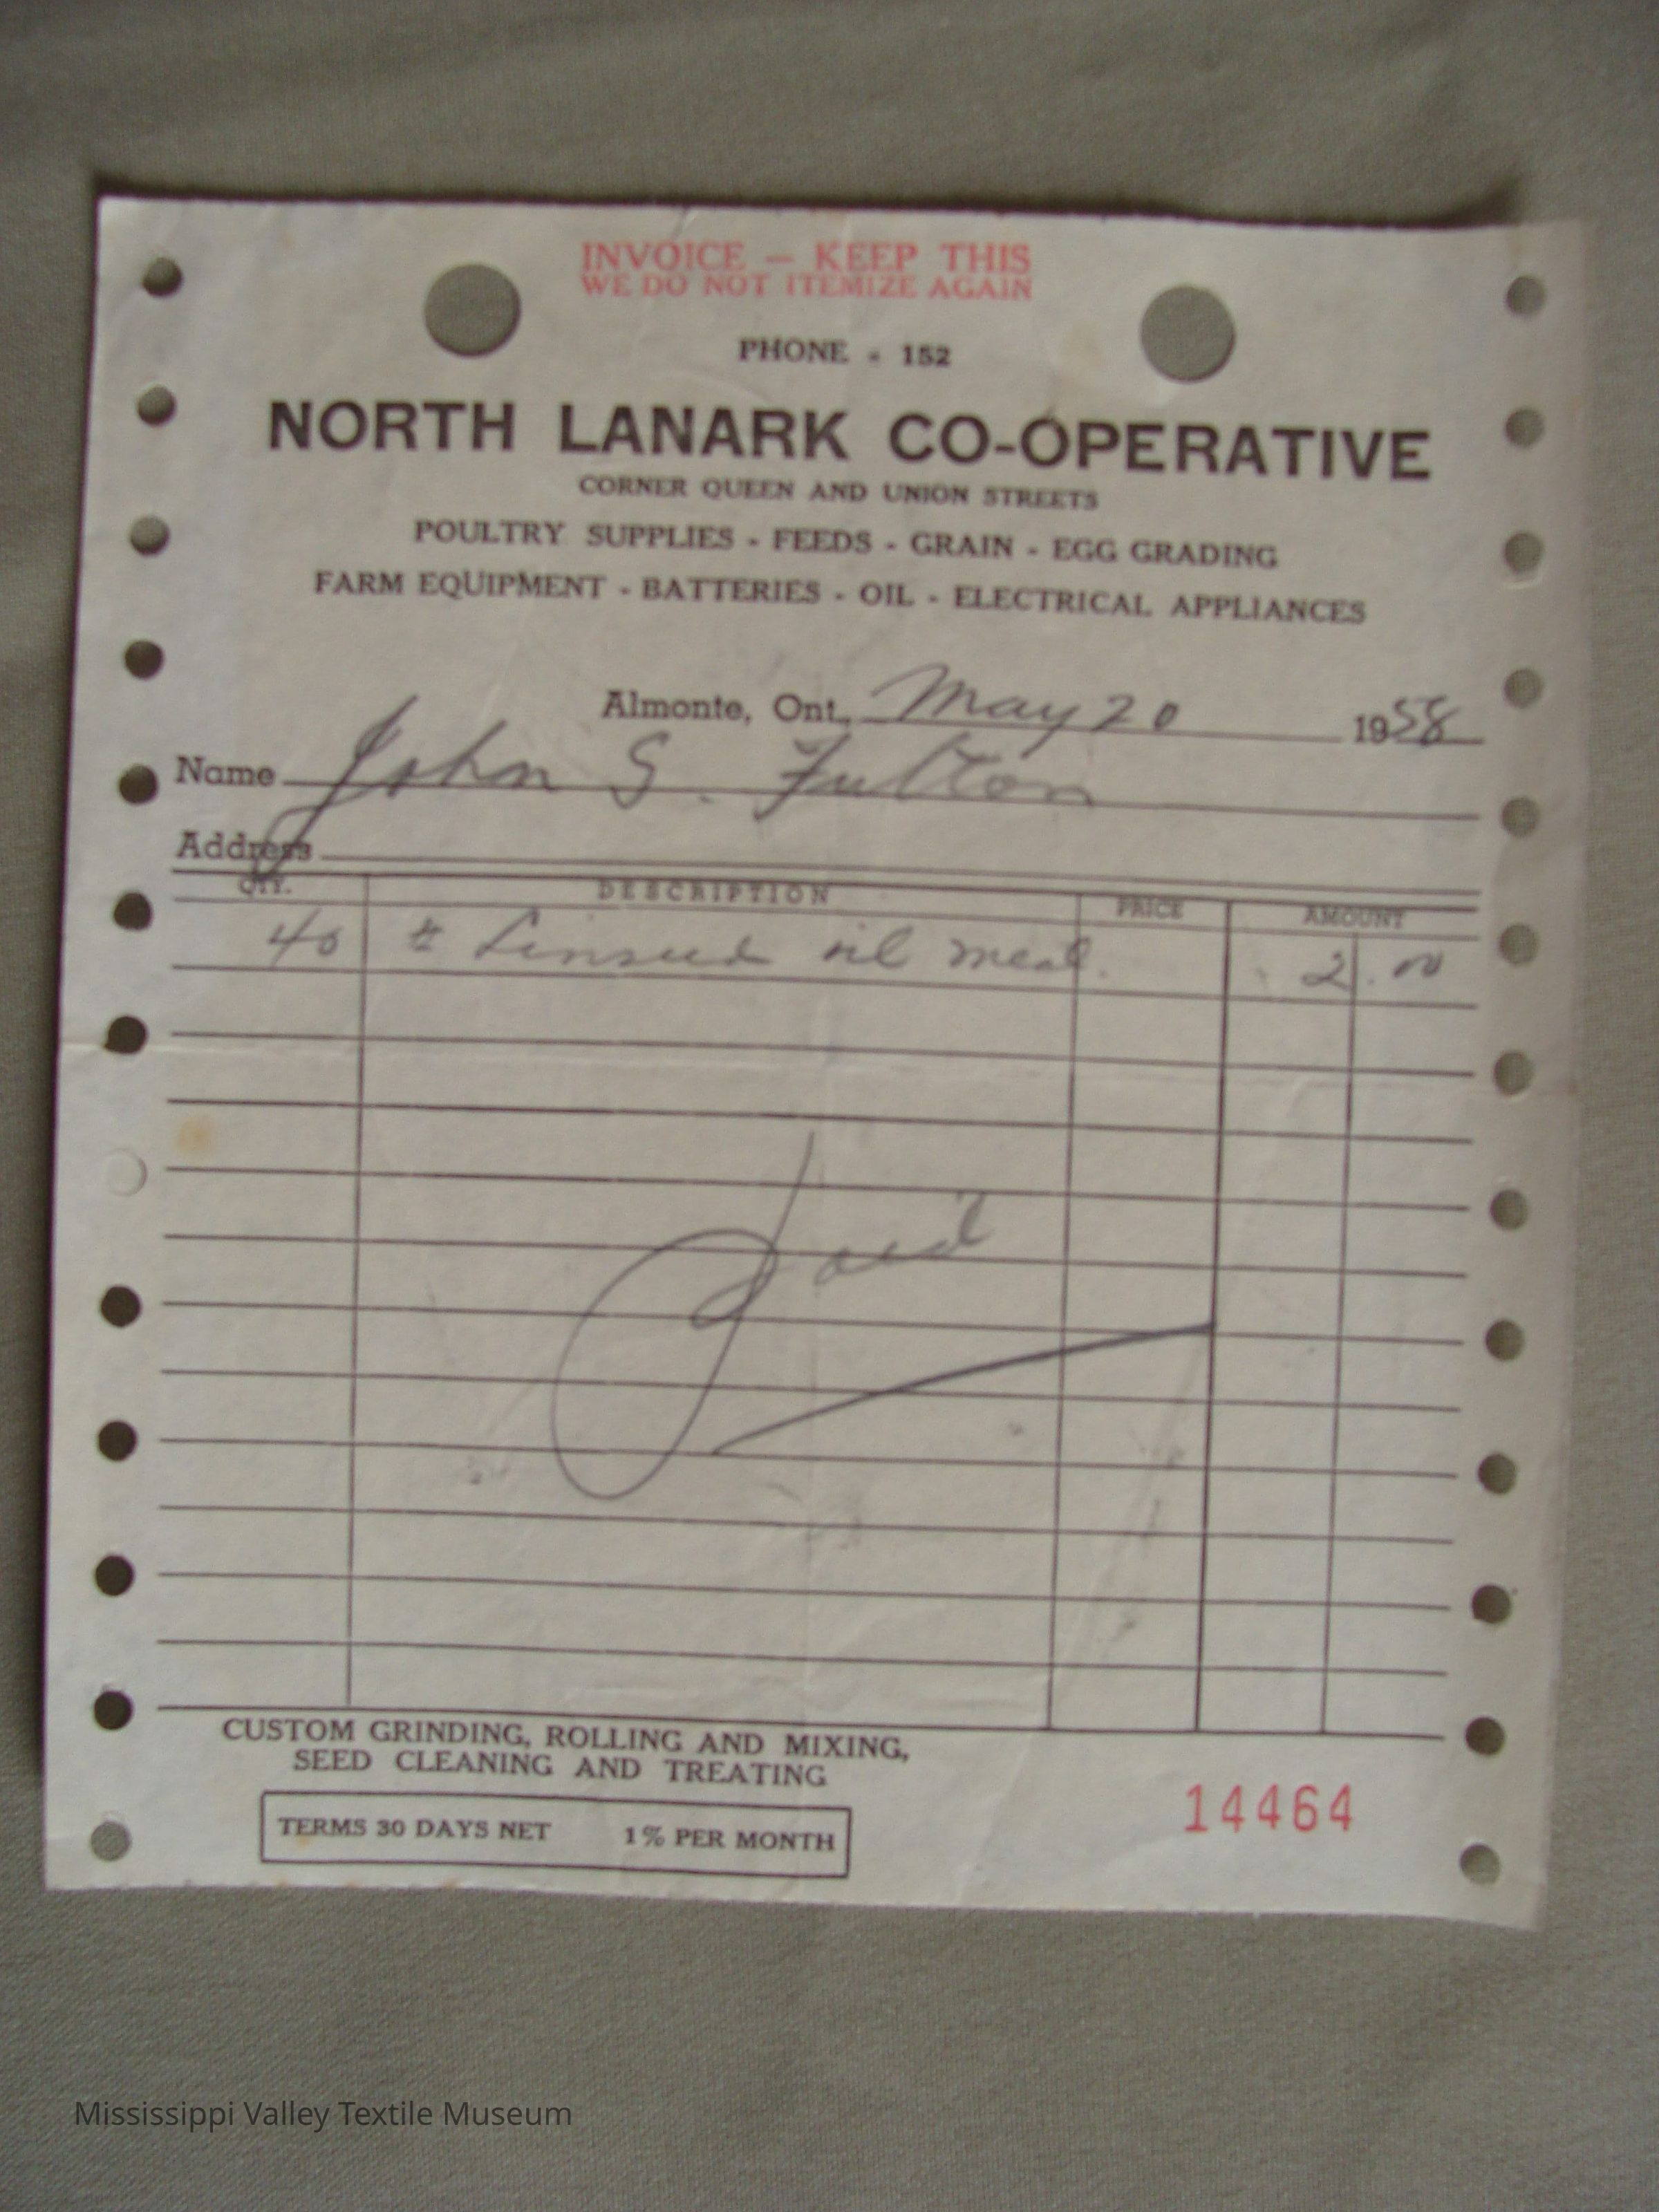 INVOICE — KEEP THIS
WE DO NOT ITEMIZE AGAIN
PHONE - 152
NORTH LANARK CO-OPERATIVE
CORNER QUEEN AND UNION STREETS
POULTRY SUPPLIES - FEEDS - GRAIN - EGG GRADING
FARM EQUIPMENT - BATTERIES - OIL - ELECTRICAL APPLIANCES
Almonte, Ont., May 20 1958
Name John S. Fulton
Address
QTY. DESCRIPTION PRICE AMOUNT
40 # Linseed oil meal. 2.00
Paid
CUSTOM GRINDING, ROLLING AND MIXING,
SEED CLEANING AND TREATING
TERMS 30 DAYS NET 1% PER MONTH
14464
Mississippi Valley Textile Museum